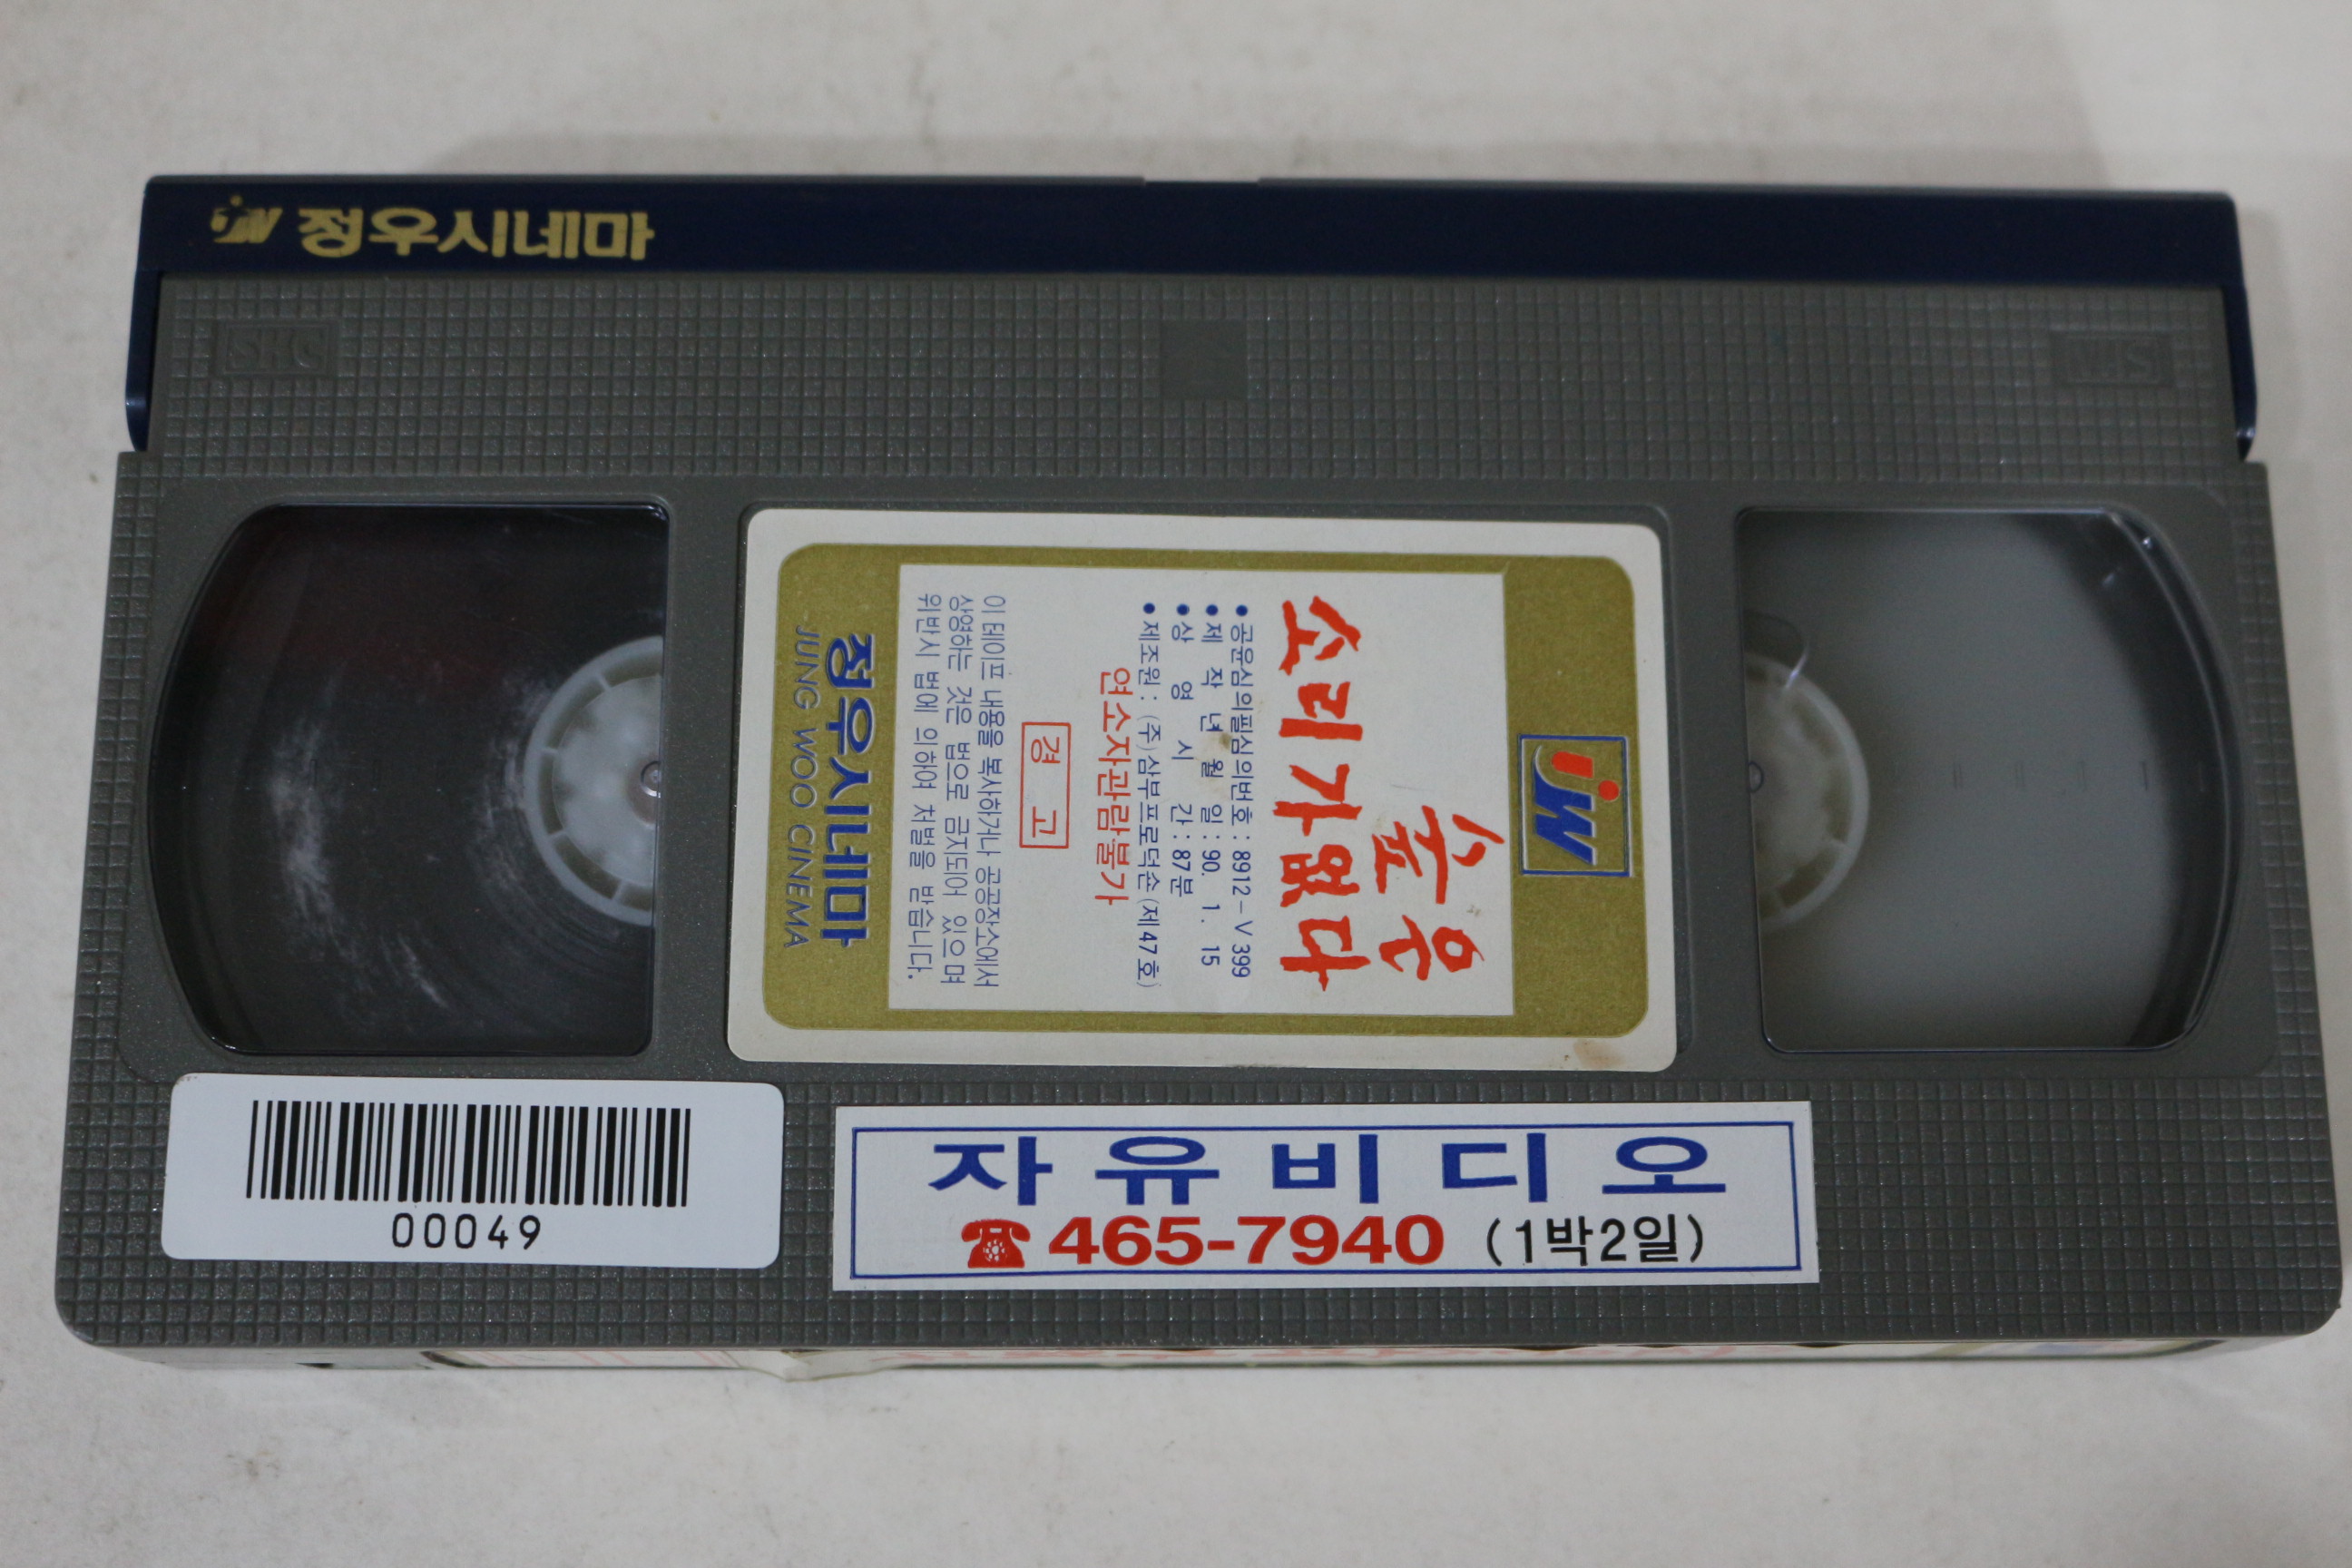 정우시네마
SKC
VHS
JW
슬픔은
소리가없다
● 공윤심의필심의번호 : 8912-V 399
● 제 작 년 월 일 : 90. 1. 15
● 상 영 시 간 : 87분
● 제조원 : (주)삼부프로덕손 (제47호)
연소자관람불가
경 고
이 테이프 내용을 복사하거나 공공장소에서
상영하는 것은 법으로 금지되어 있으며
위반시 법에 의하여 처벌을 받습니다.
정우시네마
JUNG WOO CINEMA
00049
자유비디오
☎465-7940 (1박2일)